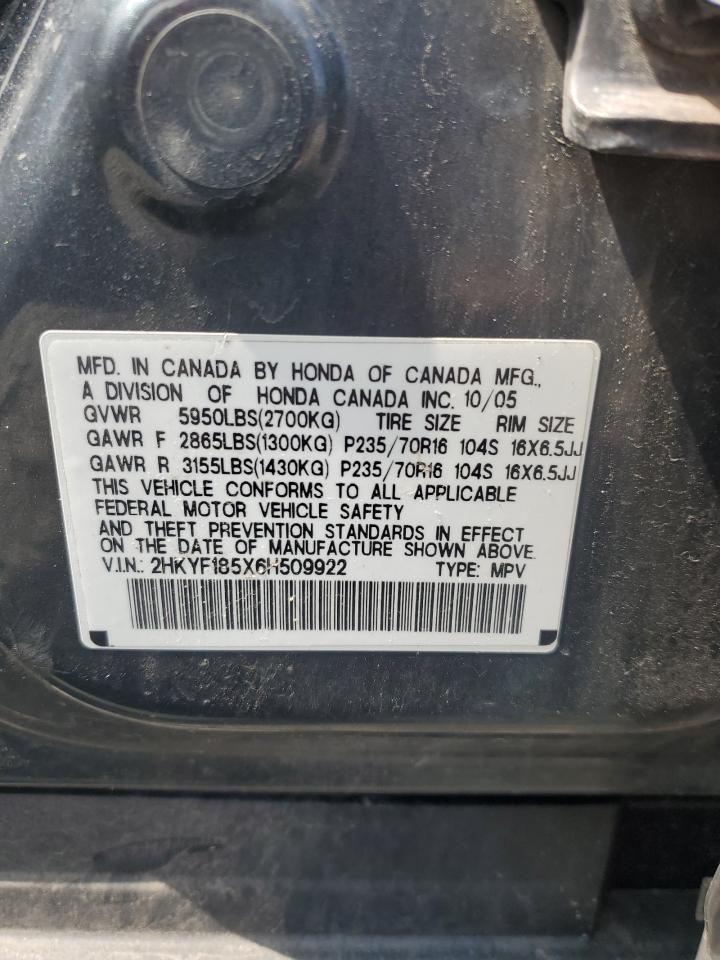 MFD. IN CANADA BY HONDA OF CANADA MFG.,
A DIVISION OF HONDA CANADA INC. 10/05
GVWR 5950LBS(2700KG) TIRE SIZE RIM SIZE
GAWR F 2865LBS(1300KG) P235/70R16 104S 16X6.5JJ
GAWR R 3155LBS(1430KG) P235/70R16 104S 16X6.5JJ
THIS VEHICLE CONFORMS TO ALL APPLICABLE
FEDERAL MOTOR VEHICLE SAFETY
AND THEFT PREVENTION STANDARDS IN EFFECT
ON THE DATE OF MANUFACTURE SHOWN ABOVE.
V.I.N.: 2HKYF185X6H509922 TYPE: MPV